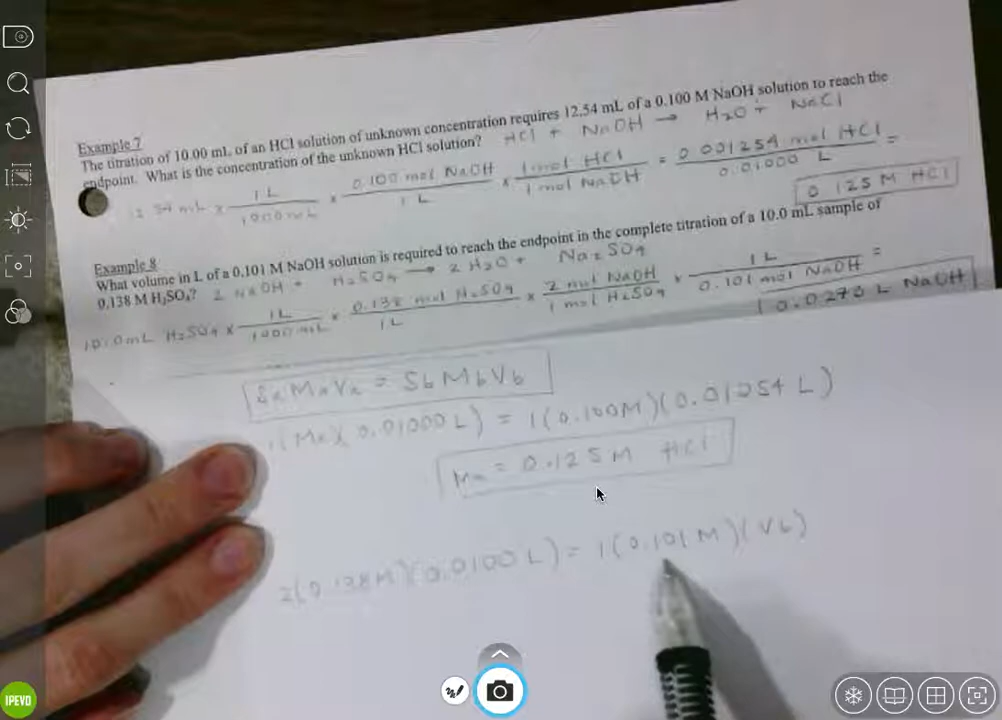 Example 7
The titration of 10.00 mL of an HCl solution of unknown concentration requires 12.54 mL of a 0.100 M NaOH solution to reach the
endpoint. What is the concentration of the unknown HCl solution?
HCl + NaOH → H₂O + NaCl
54 mL × 1 L / 1000 mL × 0.100 mol NaOH / 1 L × 1 mol HCl / 1 mol NaOH = 0.001254 mol HCl / 0.01000 L =
0.125 M HCl
Example 8
What volume in L of a 0.101 M NaOH solution is required to reach the endpoint in the complete titration of a 10.0 mL sample of
0.138 M H₂SO₄?
2 NaOH + H₂SO₄ → 2 H₂O + Na₂SO₄
10.0 mL H₂SO₄ × 1 L / 1000 mL × 0.138 mol H₂SO₄ / 1 L × 2 mol NaOH / 1 mol H₂SO₄ × 1 L / 0.101 mol NaOH =
0.0273 L NaOH
SaMaVa = SbMbVb
1(Ma)(0.01000 L) = 1(0.100M)(0.01254 L)
Ma = 0.125 M HCl
2(0.138M)(0.0100 L) = 1(0.101 M)(Vb)
IPEVO